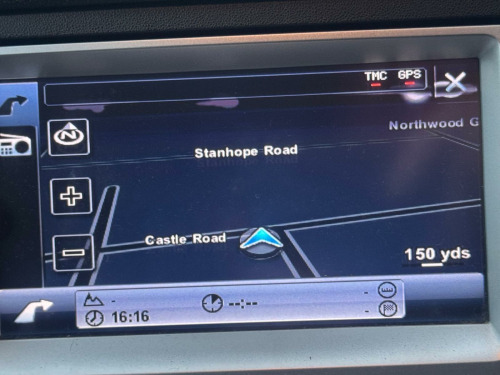 TMC GPS
Northwood G
Stanhope Road
N
Castle Road
150 yds
-
--:--
-
16:16
-